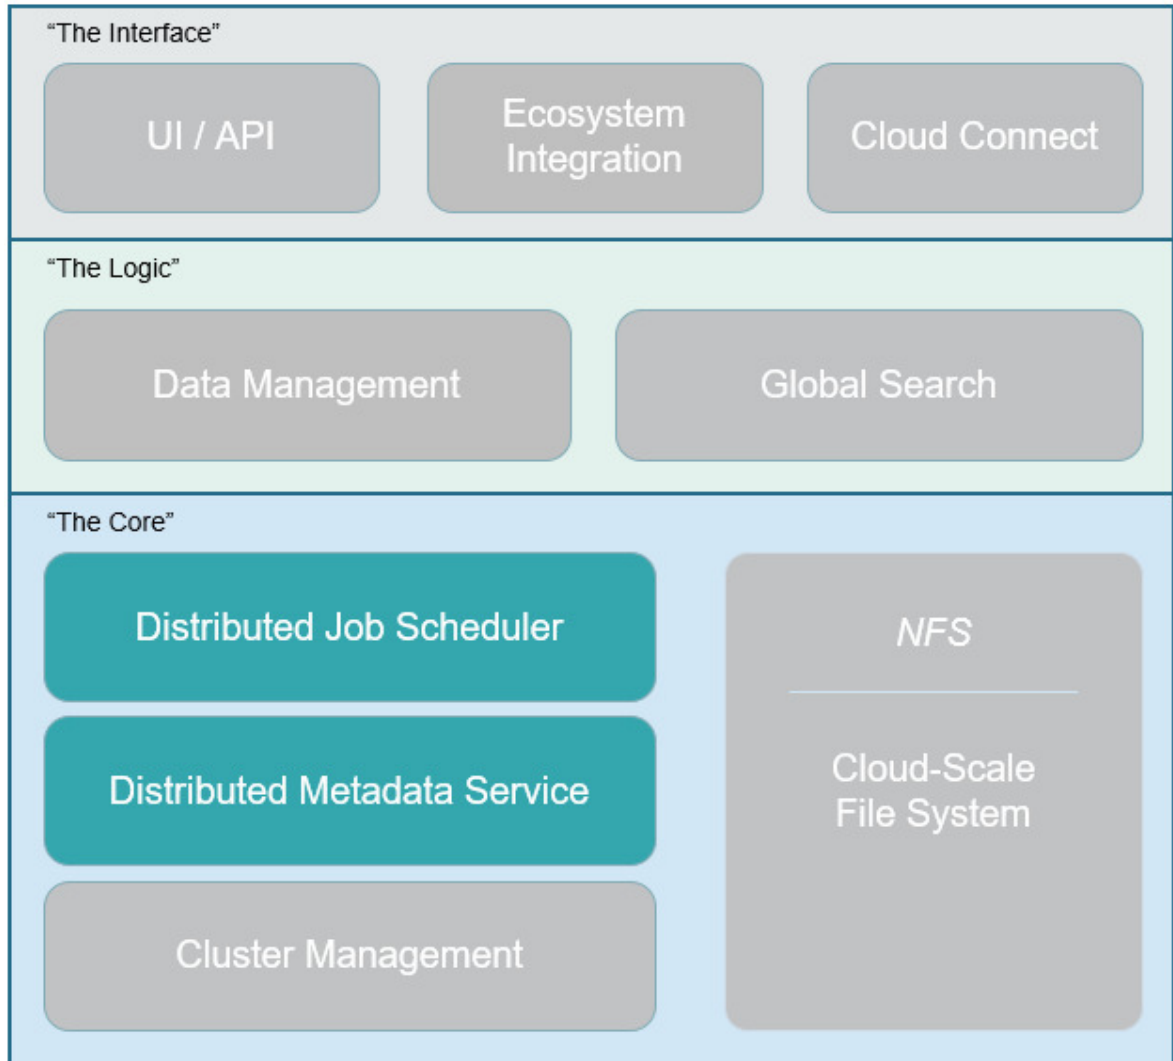 “The Interface”
UI / API
Ecosystem
Integration
Cloud Connect
“The Logic”
Data Management
Global Search
“The Core”
Distributed Job Scheduler
Distributed Metadata Service
Cluster Management
NFS
Cloud-Scale
File System